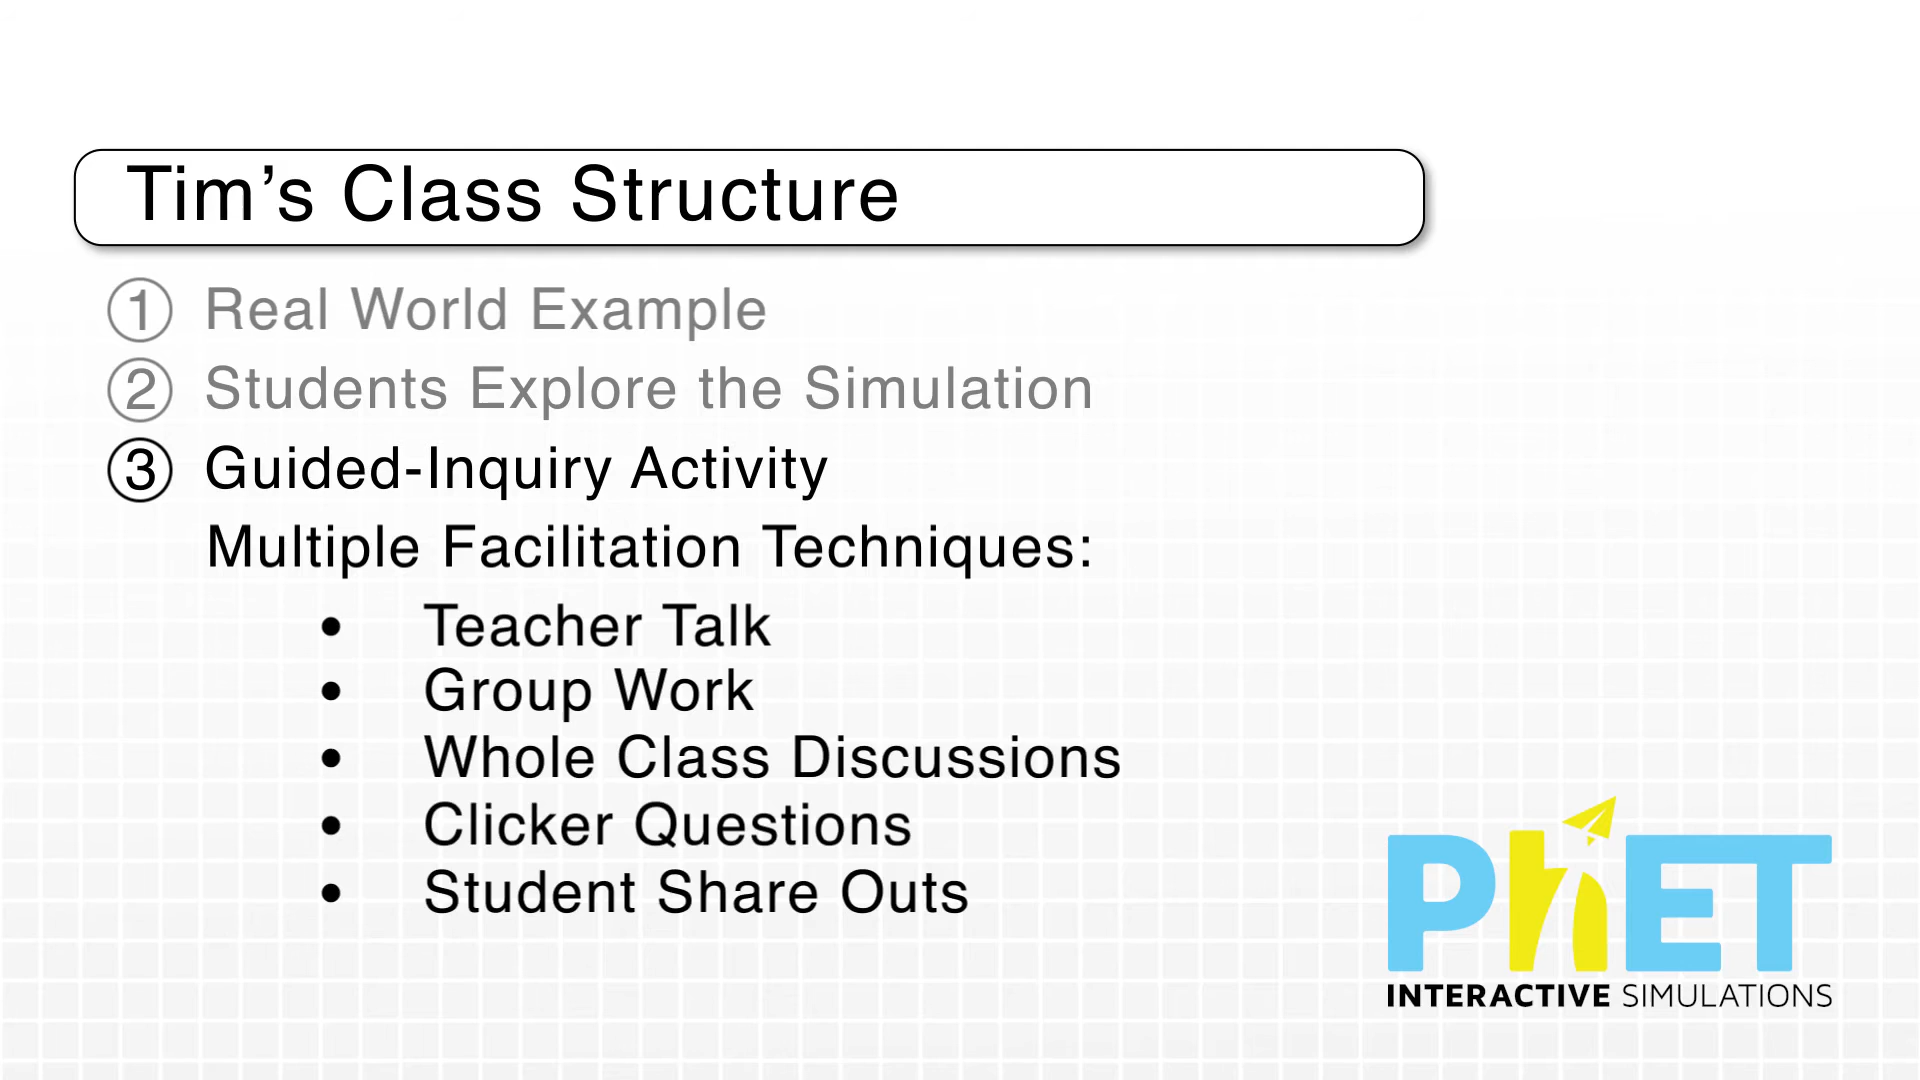 Tim’s Class Structure
① Real World Example
② Students Explore the Simulation
③ Guided-Inquiry Activity
Multiple Facilitation Techniques:
• Teacher Talk
• Group Work
• Whole Class Discussions
• Clicker Questions
• Student Share Outs
PhET
INTERACTIVE SIMULATIONS